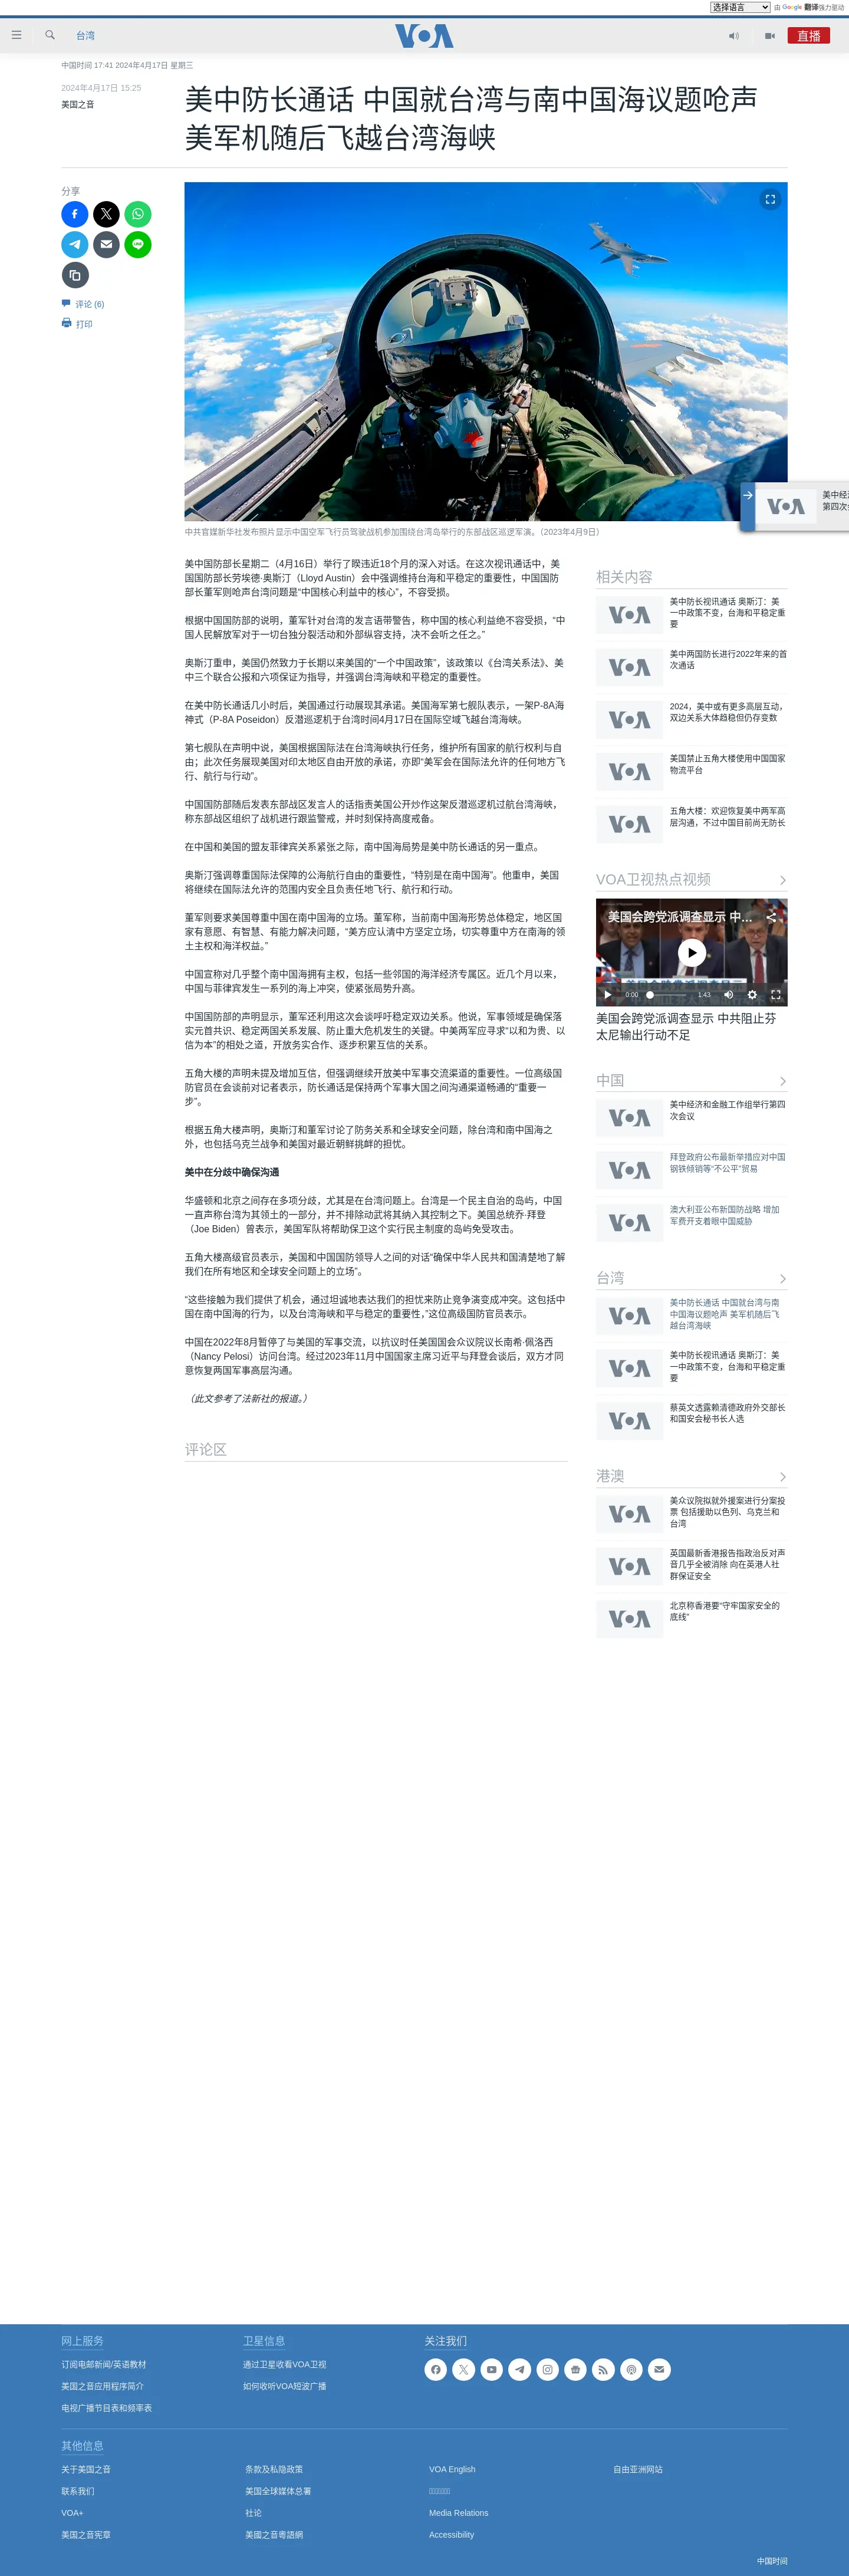 选择语言
由 Google 翻译强力驱动
台湾
VOA
直播
中国时间 17:41 2024年4月17日 星期三
2024年4月17日 15:25
美国之音
美中防长通话 中国就台湾与南中国海议题呛声
美军机随后飞越台湾海峡
分享
评论 (6)
打印
中共官媒新华社发布照片显示中国空军飞行员驾驶战机参加围绕台湾岛举行的东部战区巡逻军演。（2023年4月9日）
VOA
美中经济
第四次会
美中国防部长星期二（4月16日）举行了睽违近18个月的深入对话。在这次视讯通话中，美
国国防部长劳埃德·奥斯汀（Lloyd Austin）会中强调维持台海和平稳定的重要性，中国国防
部长董军则呛声台湾问题是“中国核心利益中的核心”，不容受损。
根据中国国防部的说明，董军针对台湾的发言语带警告，称中国的核心利益绝不容受损，“中
国人民解放军对于一切台独分裂活动和外部纵容支持，决不会听之任之。”
奥斯汀重申，美国仍然致力于长期以来美国的“一个中国政策”，该政策以《台湾关系法》、美
中三个联合公报和六项保证为指导，并强调台湾海峡和平稳定的重要性。
在美中防长通话几小时后，美国通过行动展现其承诺。美国海军第七舰队表示，一架P-8A海
神式（P-8A Poseidon）反潜巡逻机于台湾时间4月17日在国际空域飞越台湾海峡。
第七舰队在声明中说，美国根据国际法在台湾海峡执行任务，维护所有国家的航行权利与自
由；此次任务展现美国对印太地区自由开放的承诺，亦即“美军会在国际法允许的任何地方飞
行、航行与行动”。
中国国防部随后发表东部战区发言人的话指责美国公开炒作这架反潜巡逻机过航台湾海峡，
称东部战区组织了战机进行跟监警戒，并时刻保持高度戒备。
在中国和美国的盟友菲律宾关系紧张之际，南中国海局势是美中防长通话的另一重点。
奥斯汀强调尊重国际法保障的公海航行自由的重要性，“特别是在南中国海”。他重申，美国
将继续在国际法允许的范围内安全且负责任地飞行、航行和行动。
董军则要求美国尊重中国在南中国海的立场。董军称，当前南中国海形势总体稳定，地区国
家有意愿、有智慧、有能力解决问题，“美方应认清中方坚定立场，切实尊重中方在南海的领
土主权和海洋权益。”
中国宣称对几乎整个南中国海拥有主权，包括一些邻国的海洋经济专属区。近几个月以来，
中国与菲律宾发生一系列的海上冲突，使紧张局势升高。
中国国防部的声明显示，董军还利用这次会谈呼吁稳定双边关系。他说，军事领域是确保落
实元首共识、稳定两国关系发展、防止重大危机发生的关键。中美两军应寻求“以和为贵、以
信为本”的相处之道，开放务实合作、逐步积累互信的关系。
五角大楼的声明未提及增加互信，但强调继续开放美中军事交流渠道的重要性。一位高级国
防官员在会谈前对记者表示，防长通话是保持两个军事大国之间沟通渠道畅通的“重要一
步”。
根据五角大楼声明，奥斯汀和董军讨论了防务关系和全球安全问题，除台湾和南中国海之
外，也包括乌克兰战争和美国对最近朝鲜挑衅的担忧。
美中在分歧中确保沟通
华盛顿和北京之间存在多项分歧，尤其是在台湾问题上。台湾是一个民主自治的岛屿，中国
一直声称台湾为其领土的一部分，并不排除动武将其纳入其控制之下。美国总统乔·拜登
（Joe Biden）曾表示，美国军队将帮助保卫这个实行民主制度的岛屿免受攻击。
五角大楼高级官员表示，美国和中国国防领导人之间的对话“确保中华人民共和国清楚地了解
我们在所有地区和全球安全问题上的立场”。
“这些接触为我们提供了机会，通过坦诚地表达我们的担忧来防止竞争演变成冲突。这包括中
国在南中国海的行为，以及台湾海峡和平与稳定的重要性，”这位高级国防官员表示。
中国在2022年8月暂停了与美国的军事交流，以抗议时任美国国会众议院议长南希·佩洛西
（Nancy Pelosi）访问台湾。经过2023年11月中国国家主席习近平与拜登会谈后，双方才同
意恢复两国军事高层沟通。
（此文参考了法新社的报道。）
评论区
相关内容
VOA
美中防长视讯通话 奥斯汀：美
一中政策不变，台海和平稳定重
要
VOA
美中两国防长进行2022年来的首
次通话
VOA
2024，美中或有更多高层互动，
双边关系大体趋稳但仍存变数
VOA
美国禁止五角大楼使用中国国家
物流平台
VOA
五角大楼：欢迎恢复美中两军高
层沟通，不过中国目前尚无防长
VOA卫视热点视频
美国会跨党派调查显示 中...
0:00
1:43
美国会跨党派调查显示 中共阻止芬
太尼输出行动不足
中国
VOA
美中经济和金融工作组举行第四
次会议
VOA
拜登政府公布最新举措应对中国
钢铁倾销等“不公平”贸易
VOA
澳大利亚公布新国防战略 增加
军费开支着眼中国威胁
台湾
VOA
美中防长通话 中国就台湾与南
中国海议题呛声 美军机随后飞
越台湾海峡
VOA
美中防长视讯通话 奥斯汀：美
一中政策不变，台海和平稳定重
要
VOA
蔡英文透露赖清德政府外交部长
和国安会秘书长人选
港澳
VOA
美众议院拟就外援案进行分案投
票 包括援助以色列、乌克兰和
台湾
VOA
英国最新香港报告指政治反对声
音几乎全被消除 向在英港人社
群保证安全
VOA
北京称香港要“守牢国家安全的
底线”
网上服务
订阅电邮新闻/英语教材
美国之音应用程序简介
电视广播节目表和频率表
卫星信息
通过卫星收看VOA卫视
如何收听VOA短波广播
关注我们
其他信息
关于美国之音
联系我们
VOA+
美国之音宪章
条款及私隐政策
美国全球媒体总署
社论
美國之音粵語網
VOA English
Media Relations
Accessibility
自由亚洲网站
中国时间